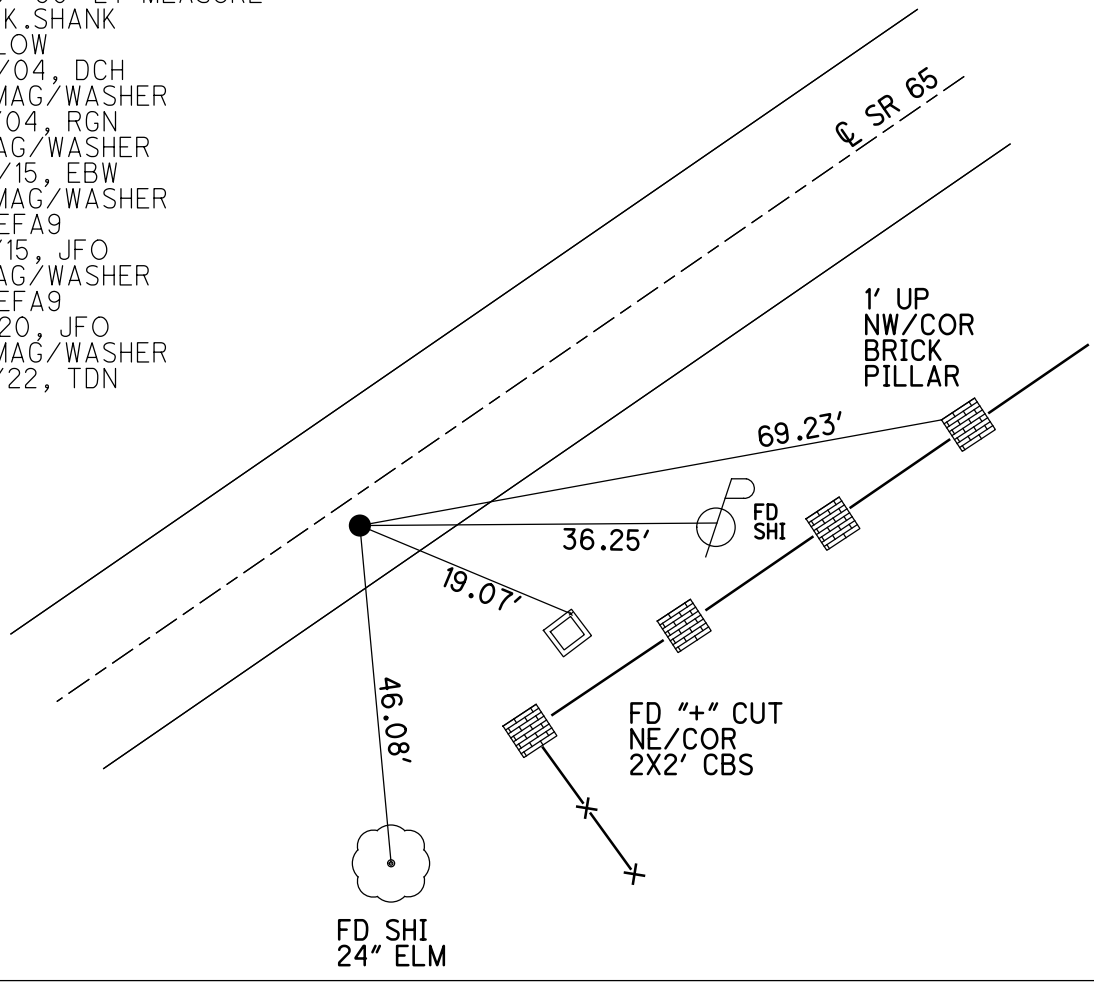 K.SHANK
LOW
/04, DCH
MAG/WASHER
/04, RGN
AG/WASHER
/15, EBW
MAG/WASHER
EFA9
/15, JFO
AG/WASHER
EFA9
20, JFO
MAG/WASHER
/22, TDN
℄ SR 65
1' UP
NW/COR
BRICK
PILLAR
69.23'
FD
SHI
36.25'
19.07'
46.08'
FD "+" CUT
NE/COR
2X2' CBS
FD SHI
24" ELM